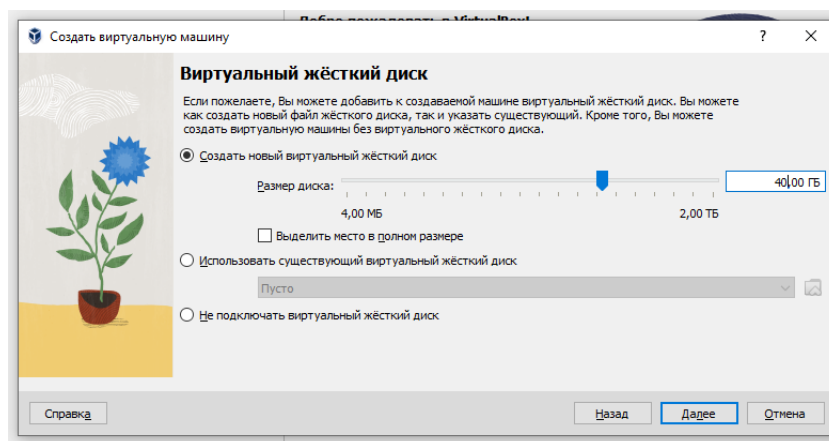 Добро пожаловать в VirtualBox!
Создать виртуальную машину
? ×
Виртуальный жёсткий диск
Если пожелаете, Вы можете добавить к создаваемой машине виртуальный жёсткий диск. Вы можете
как создать новый файл жёсткого диска, так и указать существующий. Кроме того, Вы можете
создать виртуальную машины без виртуального жёсткого диска.
Создать новый виртуальный жёсткий диск
Размер диска:
40,00 ГБ
4,00 МБ 2,00 ТБ
Выделить место в полном размере
Использовать существующий виртуальный жёсткий диск
Пусто
Не подключать виртуальный жёсткий диск
Справка Назад Далее Отмена